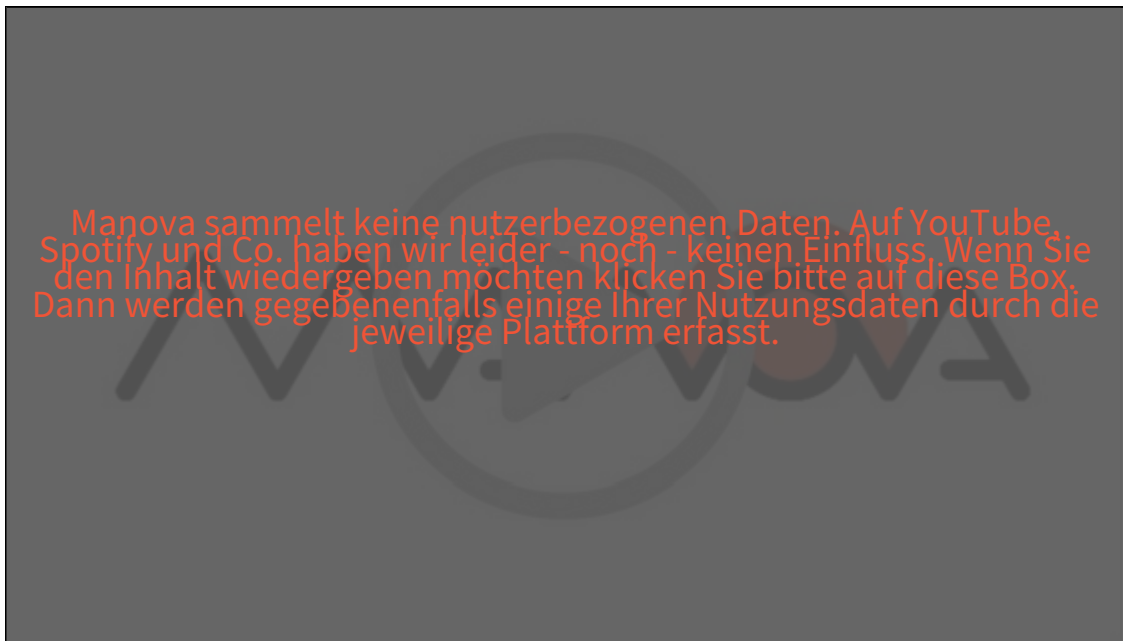 Manova sammelt keine nutzerbezogenen Daten. Auf YouTube,
Spotify und Co. haben wir leider - noch - keinen Einfluss. Wenn Sie
den Inhalt wiedergeben möchten klicken Sie bitte auf diese Box.
Dann werden gegebenenfalls einige Ihrer Nutzungsdaten durch die
jeweilige Plattform erfasst.
MANOVA